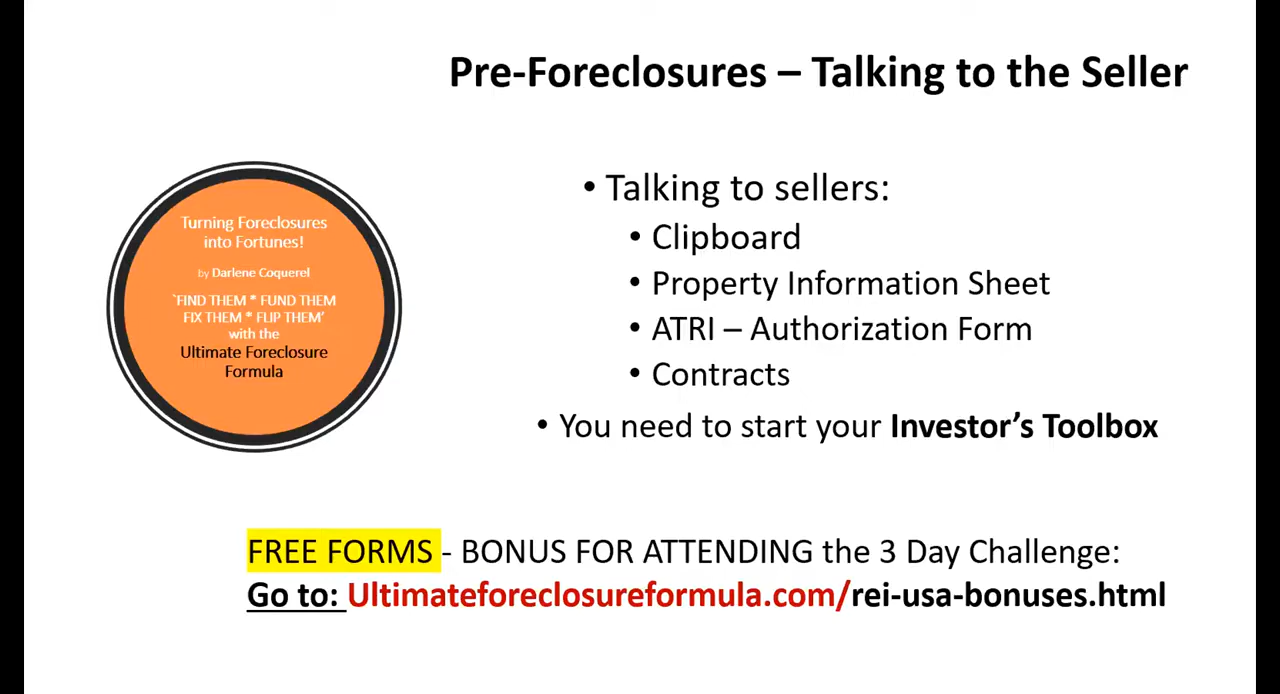 Pre-Foreclosures – Talking to the Seller
Turning Foreclosures
into Fortunes!
by Darlene Coquerel
`FIND THEM * FUND THEM
FIX THEM * FLIP THEM’
with the
Ultimate Foreclosure
Formula
• Talking to sellers:
• Clipboard
• Property Information Sheet
• ATRI – Authorization Form
• Contracts
• You need to start your Investor’s Toolbox
FREE FORMS - BONUS FOR ATTENDING the 3 Day Challenge:
Go to: Ultimateforeclosureformula.com/rei-usa-bonuses.html